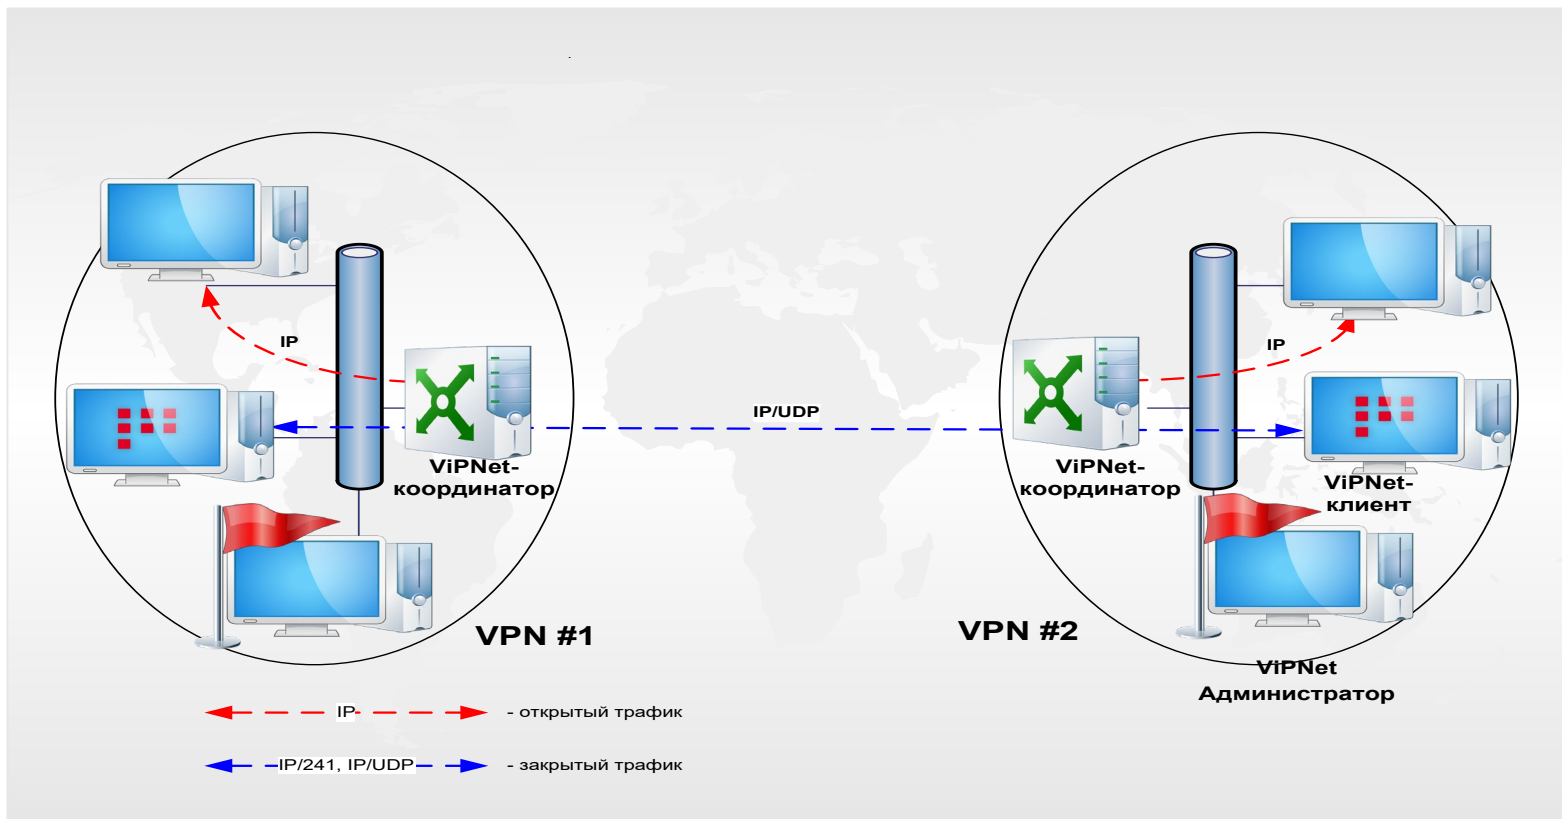 IP
IP
IP/UDP
ViPNet-
координатор
ViPNet-
координатор
ViPNet-
клиент
VPN #1
VPN #2
ViPNet
Администратор
IP
- открытый трафик
IP/241, IP/UDP
- закрытый трафик